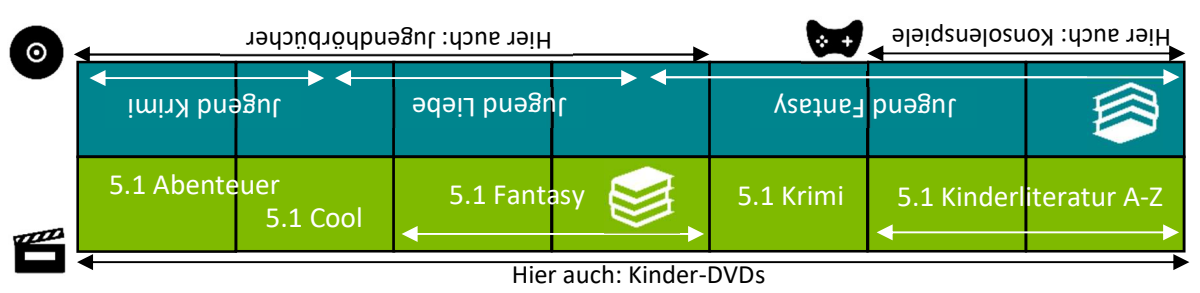 Hier auch: Jugendhörbücher
Hier auch: Konsolenspiele
Jugend Krimi
Jugend Liebe
Jugend Fantasy
5.1 Abenteuer
5.1 Cool
5.1 Fantasy
5.1 Krimi
5.1 Kinderliteratur A-Z
Hier auch: Kinder-DVDs